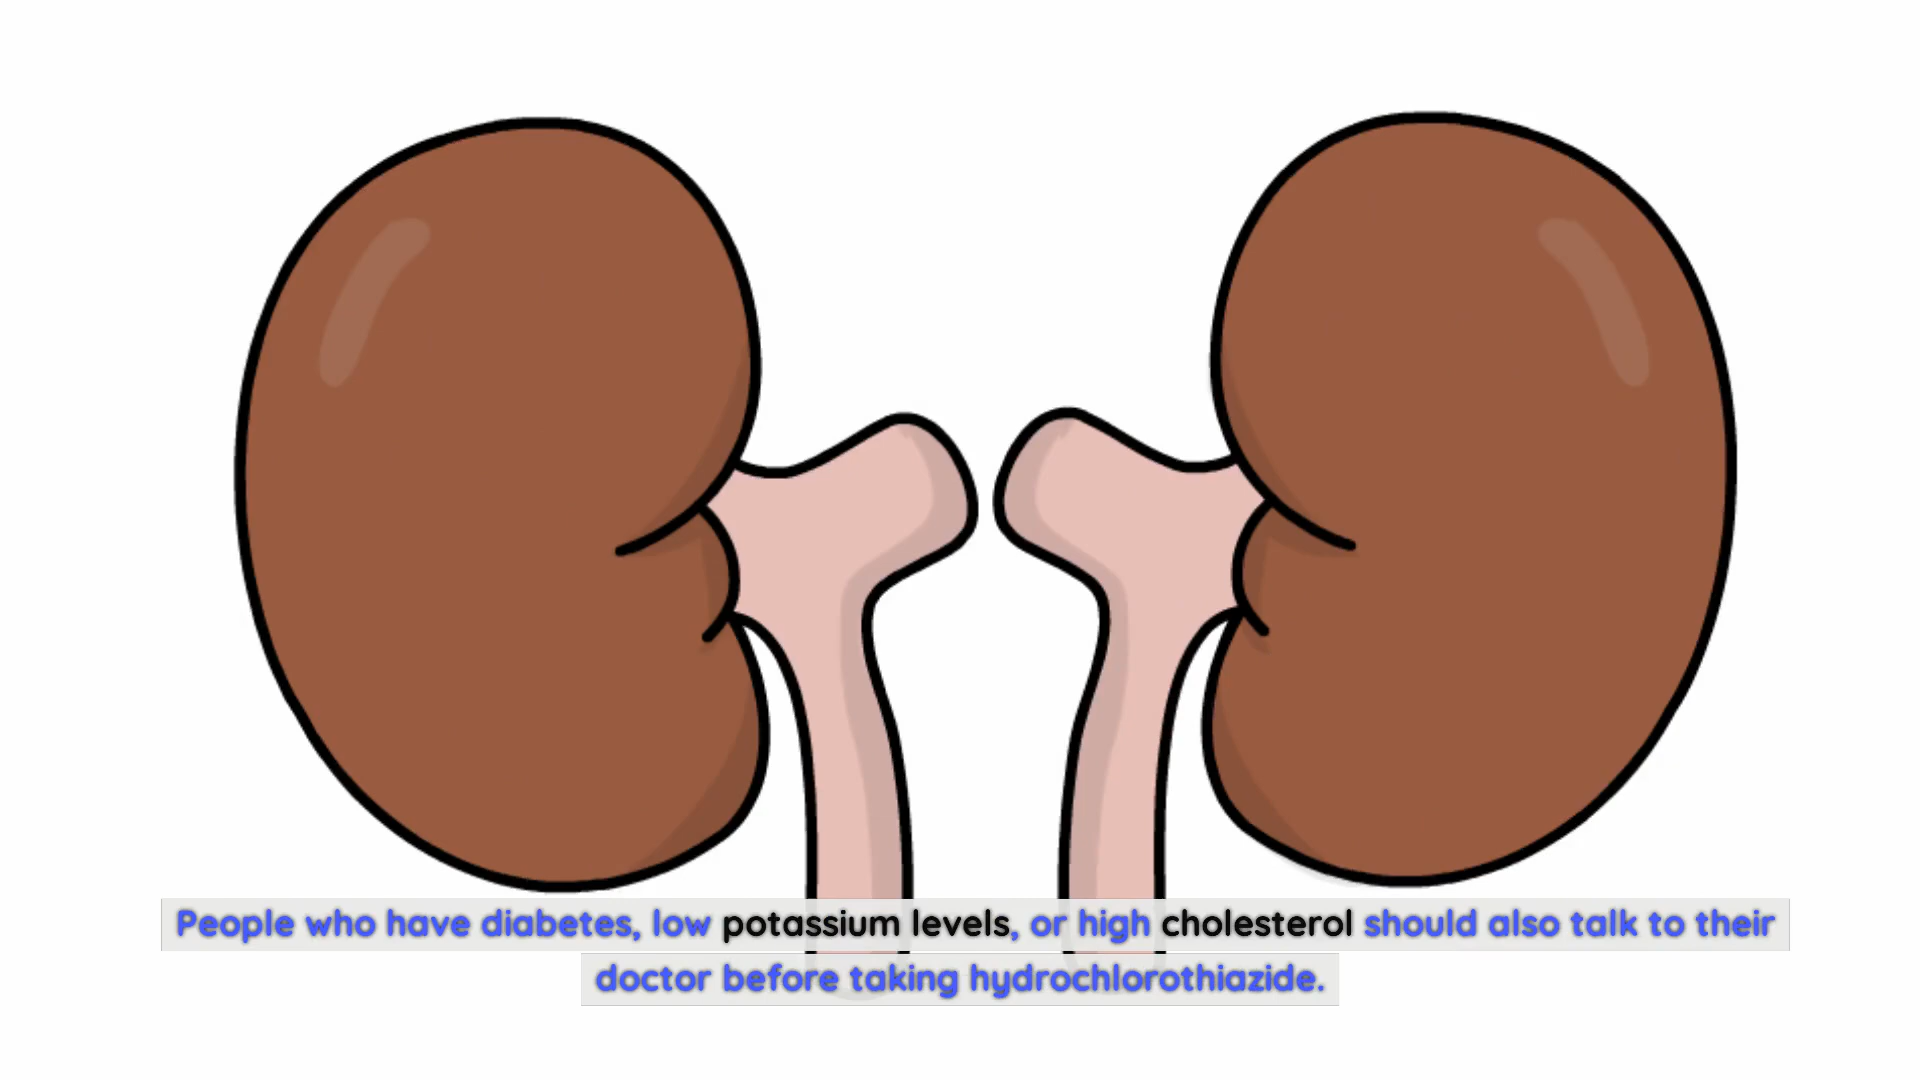 People who have diabetes, low potassium levels, or high cholesterol should also talk to their
doctor before taking hydrochlorothiazide.